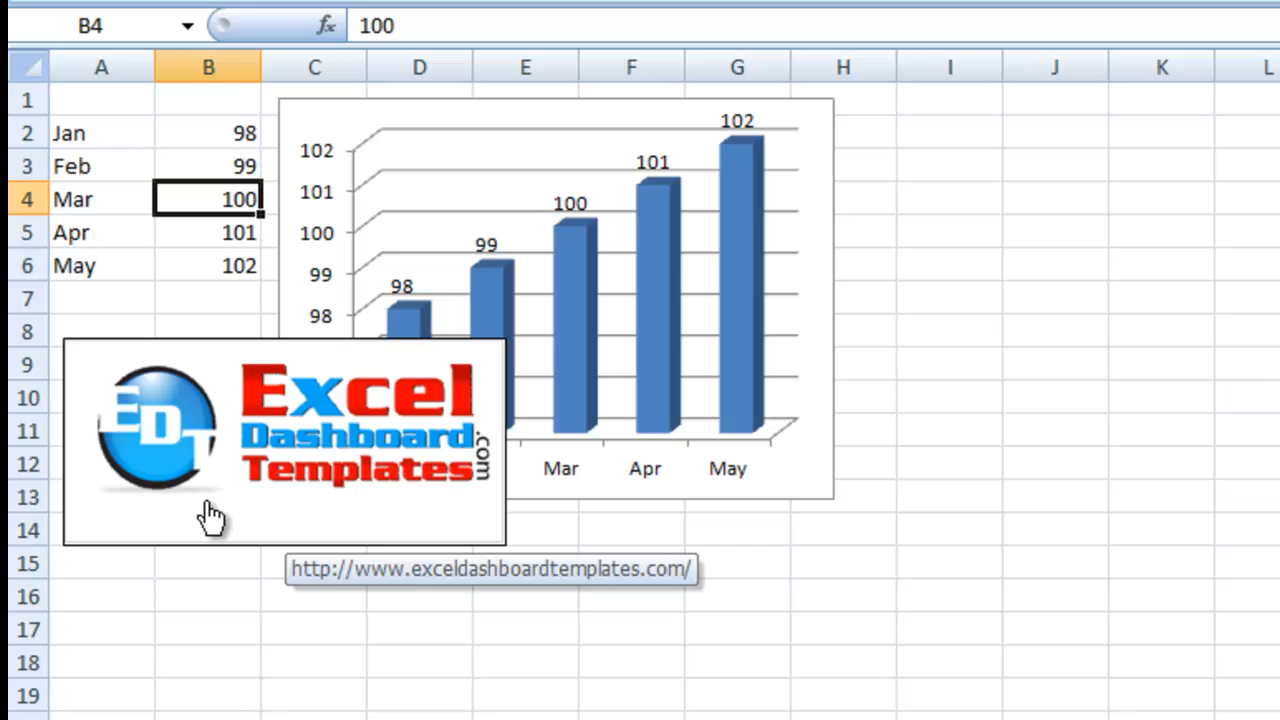 B4 fx 100
A B C D E F G H I J K L
1
2 Jan 98
3 Feb 99
4 Mar 100
5 Apr 101
6 May 102
7
8
9
10
11
12
13
14
15
16
17
18
19
102
101
100
99
98
98
99
100
101
102
Mar Apr May
EDT
Excel
Dashboard
Templates
.com
http://www.exceldashboardtemplates.com/